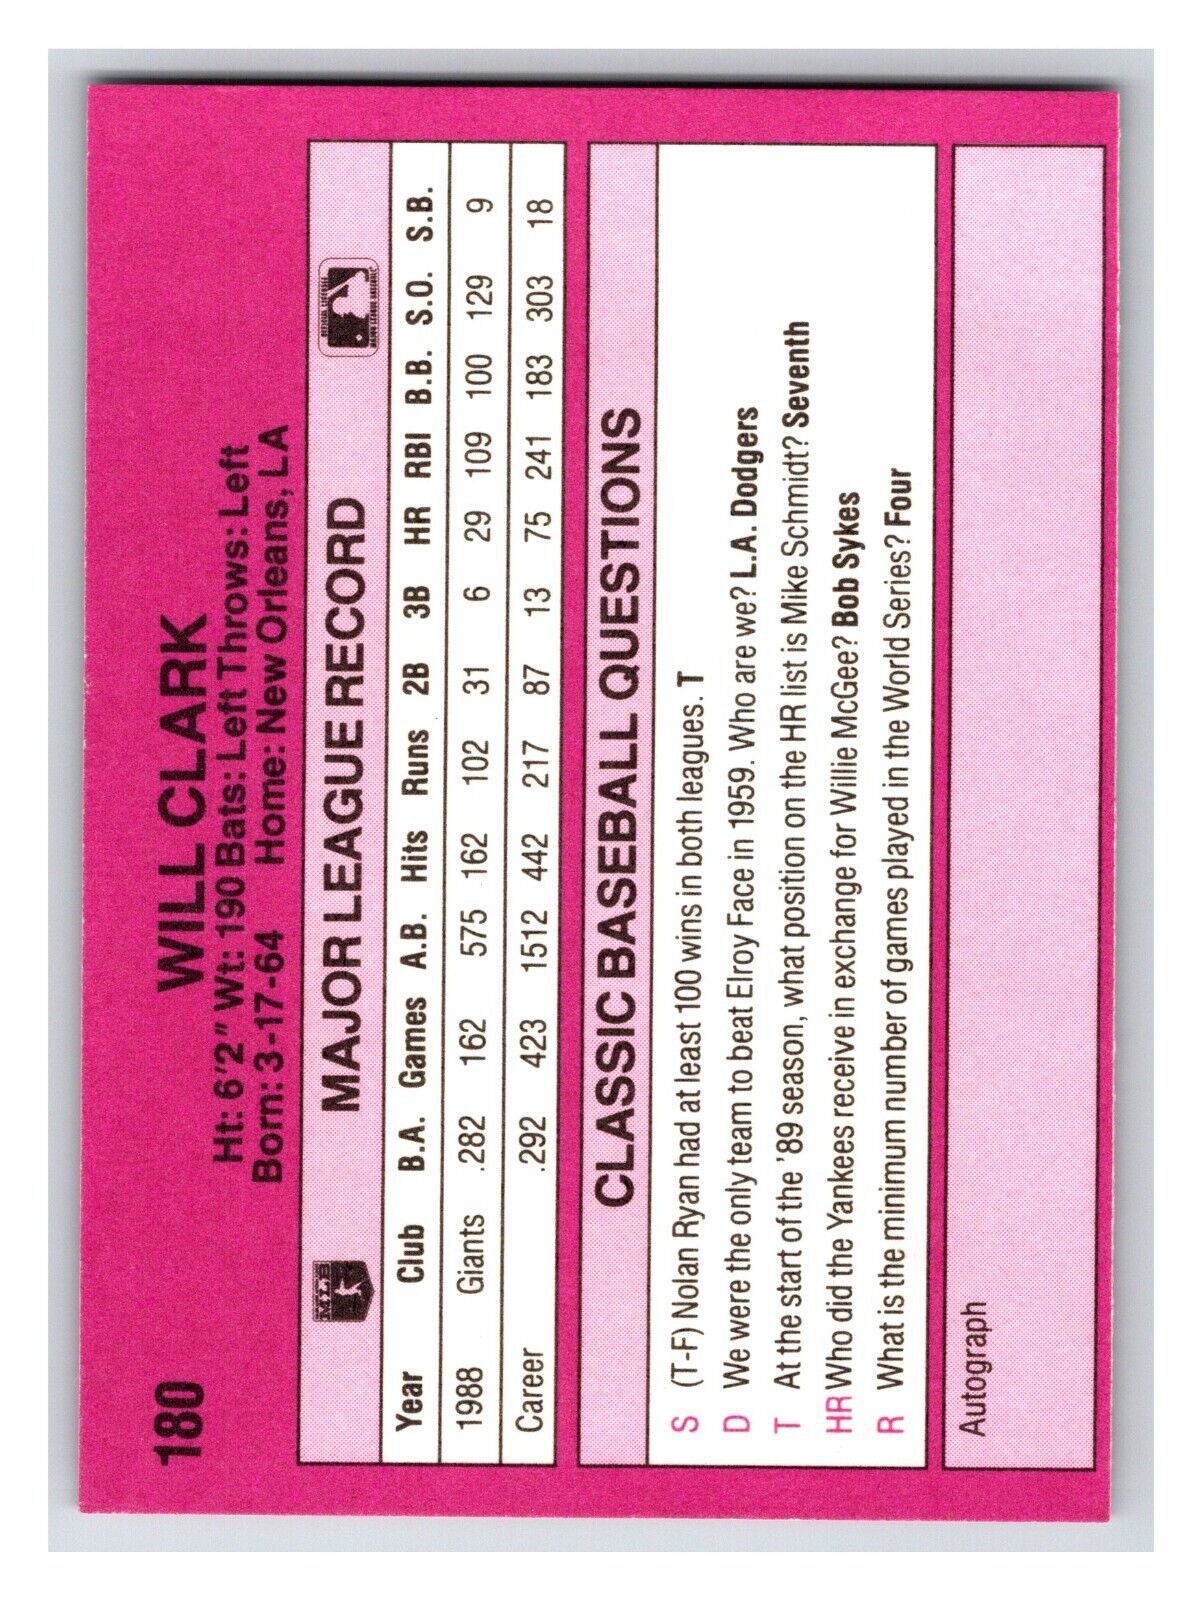 180
WILL CLARK
Ht: 6'2" Wt: 190 Bats: Left Throws: Left
Born: 3-17-64 Home: New Orleans, LA
MLB
MAJOR LEAGUE RECORD
Year Club B.A. Games A.B. Hits Runs 2B 3B HR RBI B.B. S.O. S.B.
1988 Giants .282 162 575 162 102 31 6 29 109 100 129 9
Career .292 423 1512 442 217 87 13 75 241 183 303 18
CLASSIC BASEBALL QUESTIONS
S (T-F) Nolan Ryan had at least 100 wins in both leagues. T
D We were the only team to beat Elroy Face in 1959. Who are we? L.A. Dodgers
T At the start of the '89 season, what position on the HR list is Mike Schmidt? Seventh
HR Who did the Yankees receive in exchange for Willie McGee? Bob Sykes
R What is the minimum number of games played in the World Series? Four
Autograph